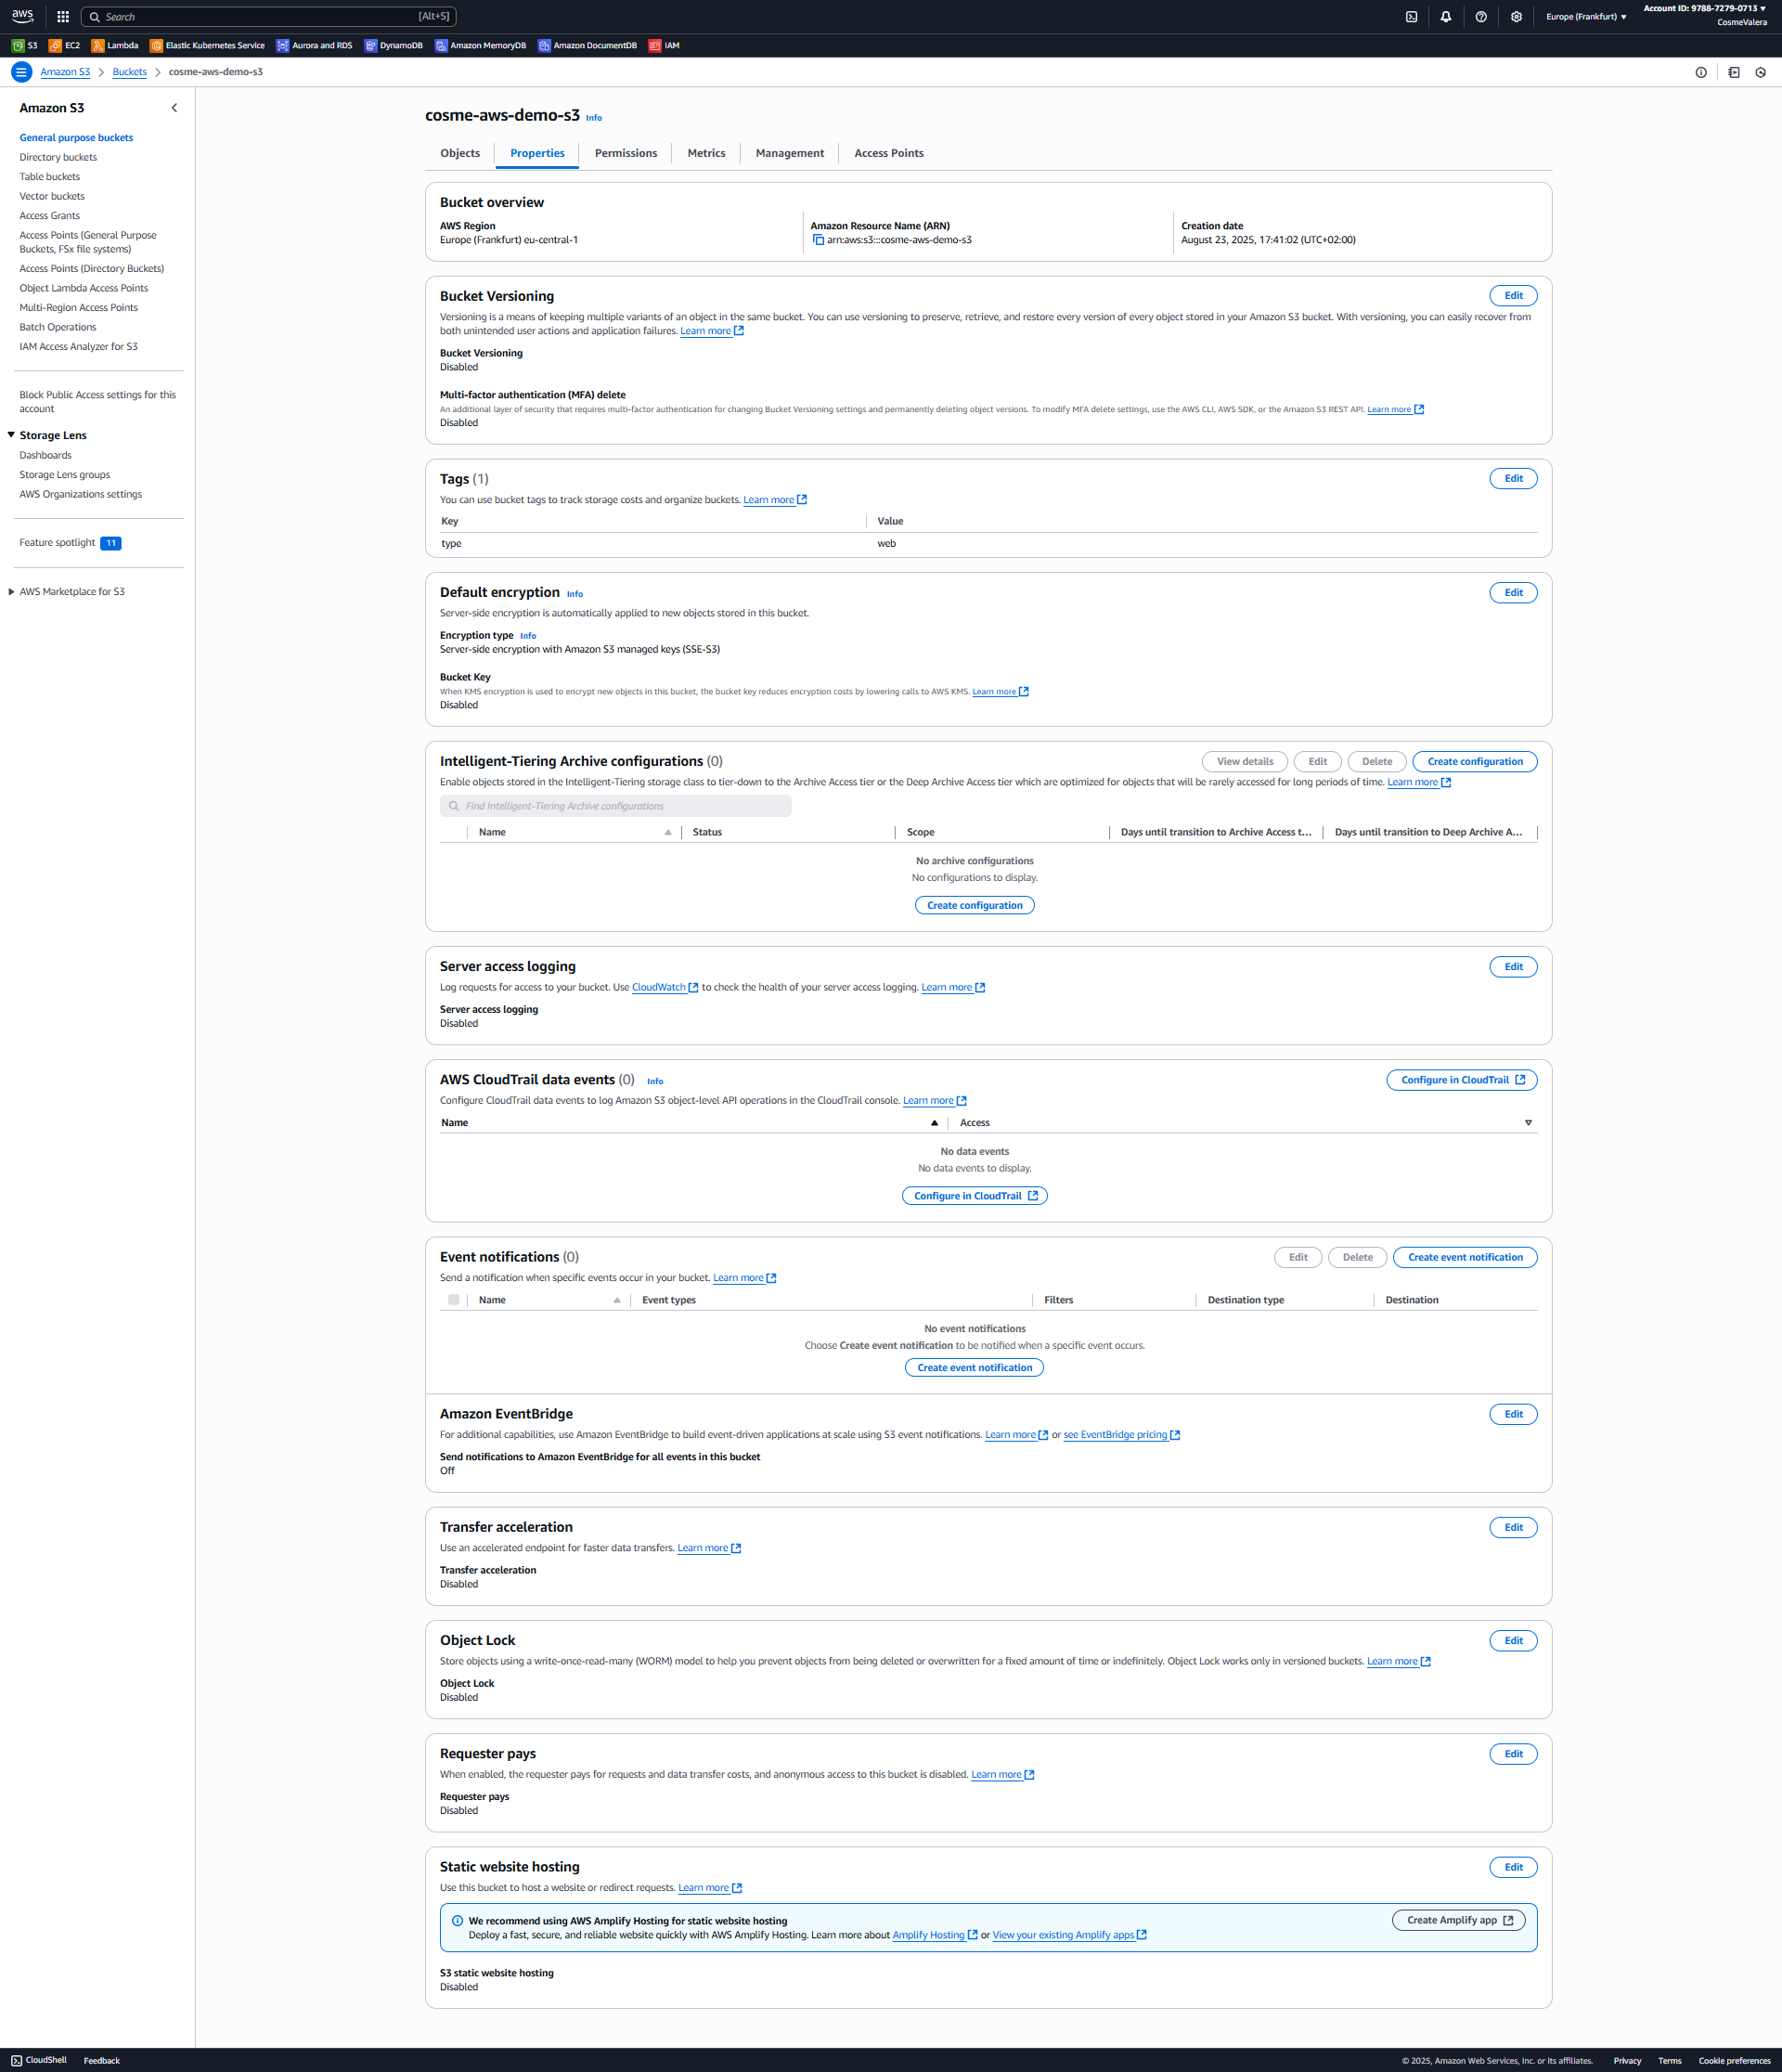 aws
Search [Alt+S]
Europe (Frankfurt)
Account ID: 9788-7279-0713
CosmeValera
S3 EC2 Lambda Elastic Kubernetes Service Aurora and RDS DynamoDB Amazon MemoryDB Amazon DocumentDB IAM
Amazon S3 > Buckets > cosme-aws-demo-s3
Amazon S3
General purpose buckets
Directory buckets
Table buckets
Vector buckets
Access Grants
Access Points (General Purpose
Buckets, FSx file systems)
Access Points (Directory Buckets)
Object Lambda Access Points
Multi-Region Access Points
Batch Operations
IAM Access Analyzer for S3
Block Public Access settings for this
account
Storage Lens
Dashboards
Storage Lens groups
AWS Organizations settings
Feature spotlight 11
AWS Marketplace for S3
cosme-aws-demo-s3 Info
Objects Properties Permissions Metrics Management Access Points
Bucket overview
AWS Region
Europe (Frankfurt) eu-central-1
Amazon Resource Name (ARN)
arn:aws:s3:::cosme-aws-demo-s3
Creation date
August 23, 2025, 17:41:02 (UTC+02:00)
Bucket Versioning Edit
Versioning is a means of keeping multiple variants of an object in the same bucket. You can use versioning to preserve, retrieve, and restore every version of every object stored in your Amazon S3 bucket. With versioning, you can easily recover from
both unintended user actions and application failures. Learn more
Bucket Versioning
Disabled
Multi-factor authentication (MFA) delete
An additional layer of security that requires multi-factor authentication for changing Bucket Versioning settings and permanently deleting object versions. To modify MFA delete settings, use the AWS CLI, AWS SDK, or the Amazon S3 REST API. Learn more
Disabled
Tags (1) Edit
You can use bucket tags to track storage costs and organize buckets. Learn more
Key Value
type web
Default encryption Info Edit
Server-side encryption is automatically applied to new objects stored in this bucket.
Encryption type Info
Server-side encryption with Amazon S3 managed keys (SSE-S3)
Bucket Key
When KMS encryption is used to encrypt new objects in this bucket, the bucket key reduces encryption costs by lowering calls to AWS KMS. Learn more
Disabled
Intelligent-Tiering Archive configurations (0) View details Edit Delete Create configuration
Enable objects stored in the Intelligent-Tiering storage class to tier-down to the Archive Access tier or the Deep Archive Access tier which are optimized for objects that will be rarely accessed for long periods of time. Learn more
Find Intelligent-Tiering Archive configurations
Name Status Scope Days until transition to Archive Access t... Days until transition to Deep Archive A...
No archive configurations
No configurations to display.
Create configuration
Server access logging Edit
Log requests for access to your bucket. Use CloudWatch to check the health of your server access logging. Learn more
Server access logging
Disabled
AWS CloudTrail data events (0) Info Configure in CloudTrail
Configure CloudTrail data events to log Amazon S3 object-level API operations in the CloudTrail console. Learn more
Name Access
No data events
No data events to display.
Configure in CloudTrail
Event notifications (0) Edit Delete Create event notification
Send a notification when specific events occur in your bucket. Learn more
Name Event types Filters Destination type Destination
No event notifications
Choose Create event notification to be notified when a specific event occurs.
Create event notification
Amazon EventBridge Edit
For additional capabilities, use Amazon EventBridge to build event-driven applications at scale using S3 event notifications. Learn more or see EventBridge pricing
Send notifications to Amazon EventBridge for all events in this bucket
Off
Transfer acceleration Edit
Use an accelerated endpoint for faster data transfers. Learn more
Transfer acceleration
Disabled
Object Lock Edit
Store objects using a write-once-read-many (WORM) model to help you prevent objects from being deleted or overwritten for a fixed amount of time or indefinitely. Object Lock works only in versioned buckets. Learn more
Object Lock
Disabled
Requester pays Edit
When enabled, the requester pays for requests and data transfer costs, and anonymous access to this bucket is disabled. Learn more
Requester pays
Disabled
Static website hosting Edit
Use this bucket to host a website or redirect requests. Learn more
We recommend using AWS Amplify Hosting for static website hosting Create Amplify app
Deploy a fast, secure, and reliable website quickly with AWS Amplify Hosting. Learn more about Amplify Hosting or View your existing Amplify apps
S3 static website hosting
Disabled
CloudShell Feedback © 2025, Amazon Web Services, Inc. or its affiliates. Privacy Terms Cookie preferences